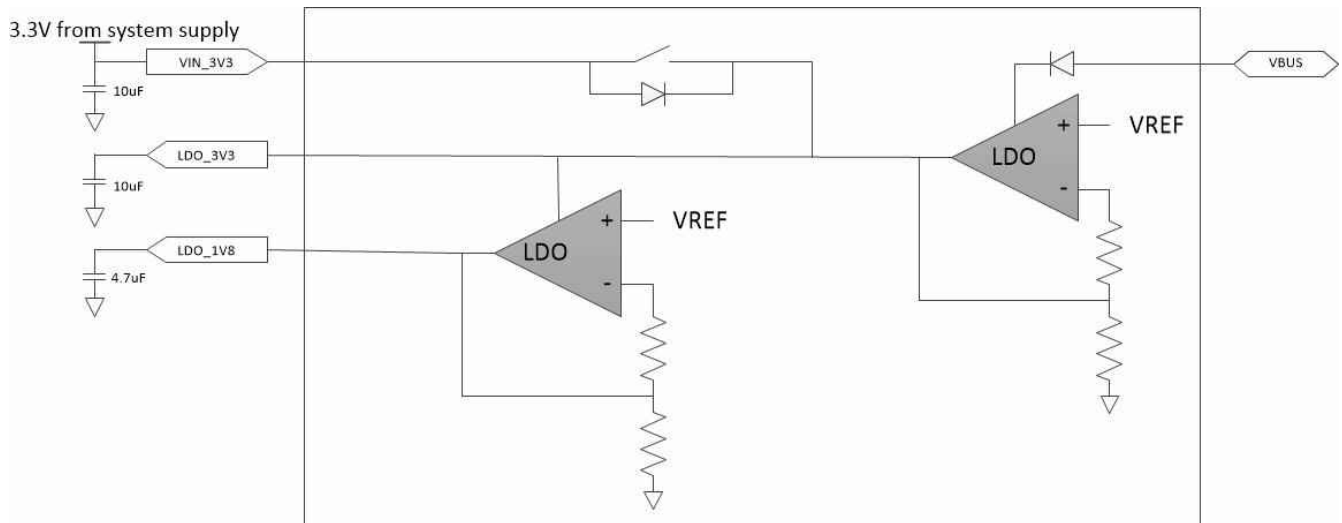 3.3V from system supply
VIN_3V3
VBUS
10uF
+
VREF
LDO_3V3
LDO
-
10uF
+
VREF
LDO_1V8
LDO
4.7uF
-